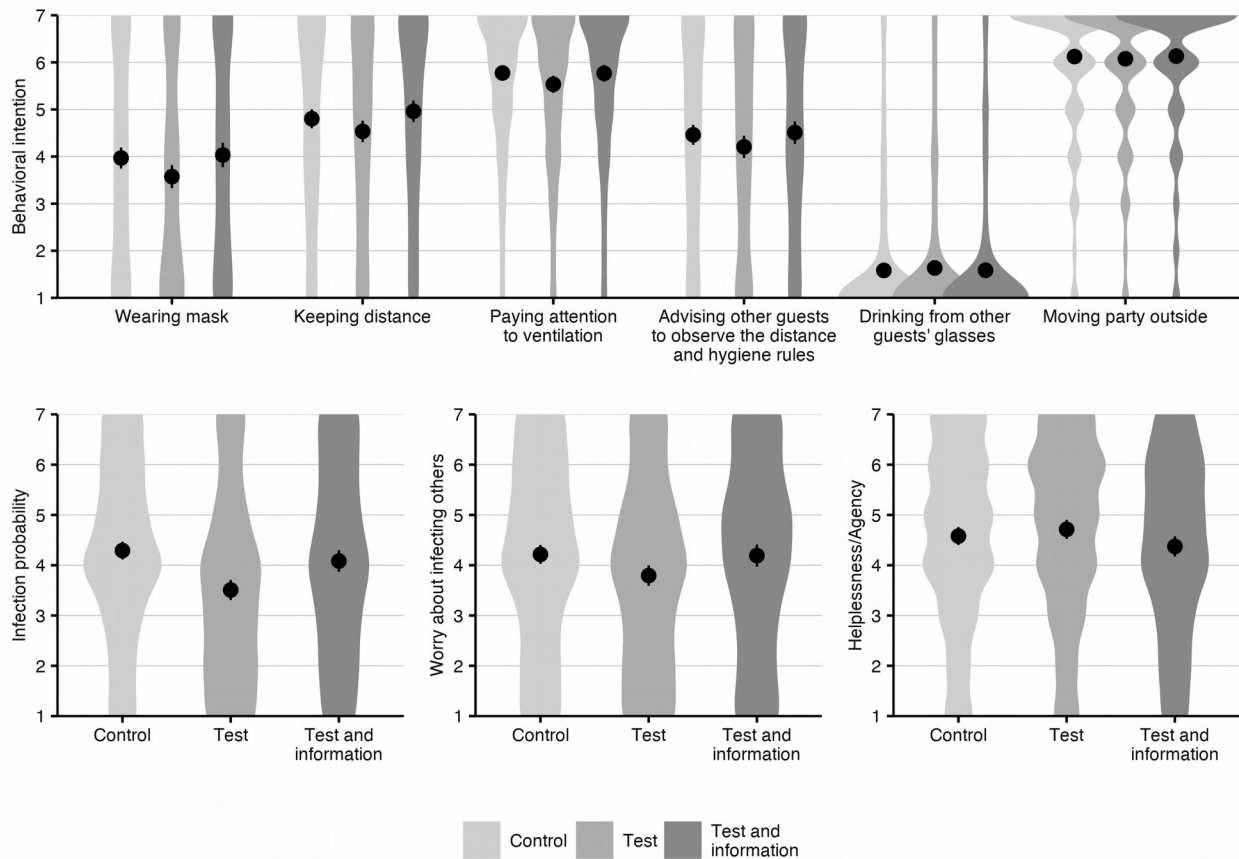 Behavioral intention
7
6
5
4
3
2
1
Wearing mask
Keeping distance
Paying attention
to ventilation
Advising other guests
to observe the distance
and hygiene rules
Drinking from other
guests' glasses
Moving party outside
Infection probability
7
6
5
4
3
2
1
Control
Test
Test and
information
Worry about infecting others
7
6
5
4
3
2
1
Control
Test
Test and
information
Helplessness/Agency
7
6
5
4
3
2
1
Control
Test
Test and
information
Control
Test
Test and
information